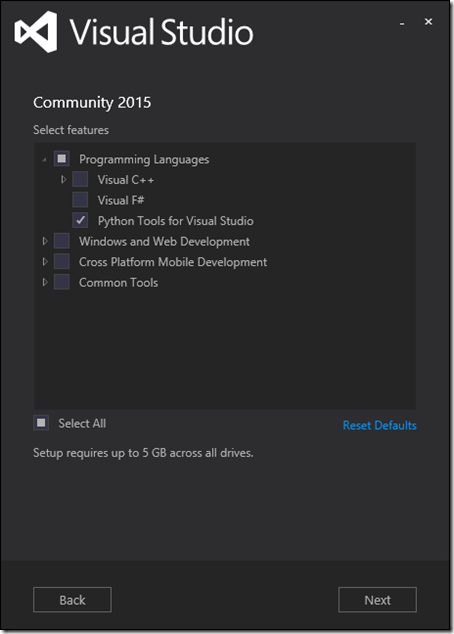 Visual Studio
Community 2015
Select features
Programming Languages
Visual C++
Visual F#
Python Tools for Visual Studio
Windows and Web Development
Cross Platform Mobile Development
Common Tools
Select All
Reset Defaults
Setup requires up to 5 GB across all drives.
Back
Next